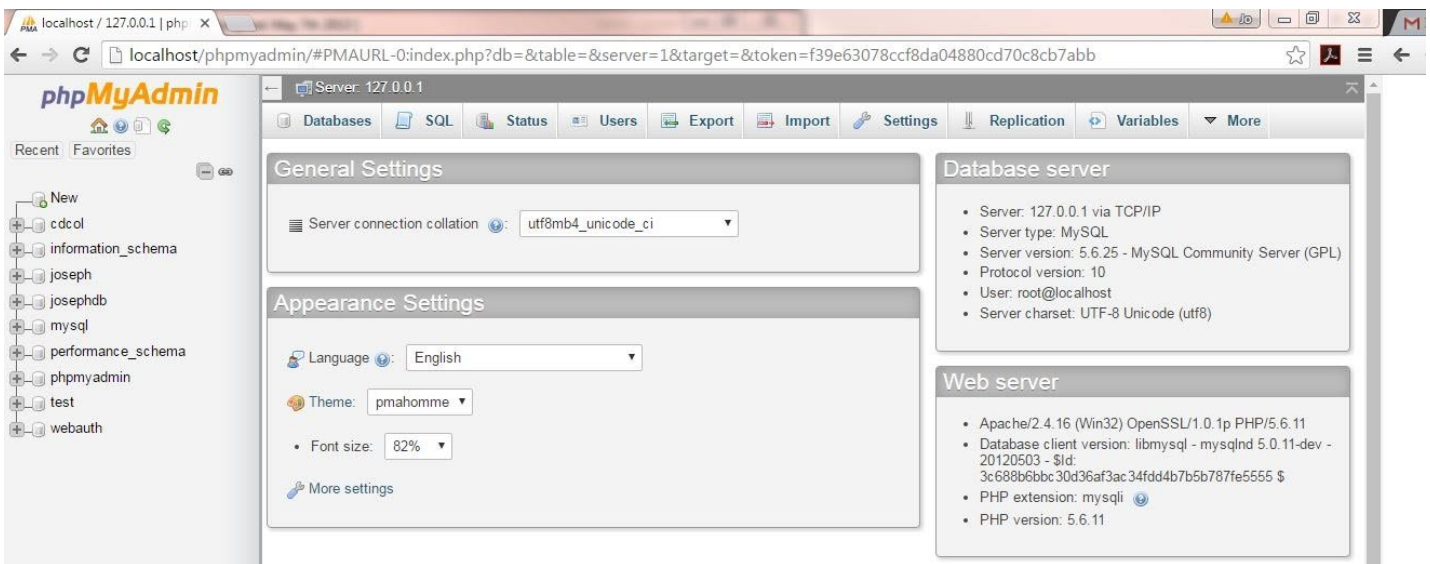 localhost / 127.0.0.1 | php
Jo
localhost/phpmyadmin/#PMAURL-0:index.php?db=&table=&server=1&target=&token=f39e63078ccf8da04880cd70c8cb7abb
phpMyAdmin
Recent Favorites
New
cdcol
information_schema
joseph
josephdb
mysql
performance_schema
phpmyadmin
test
webauth
Server: 127.0.0.1
Databases SQL Status Users Export Import Settings Replication Variables More
General Settings
Server connection collation : utf8mb4_unicode_ci
Appearance Settings
Language : English
Theme: pmahomme
Font size: 82%
More settings
Database server
Server: 127.0.0.1 via TCP/IP
Server type: MySQL
Server version: 5.6.25 - MySQL Community Server (GPL)
Protocol version: 10
User: root@localhost
Server charset: UTF-8 Unicode (utf8)
Web server
Apache/2.4.16 (Win32) OpenSSL/1.0.1p PHP/5.6.11
Database client version: libmysql - mysqlnd 5.0.11-dev -
20120503 - $Id:
3c688b6bbc30d36af3ac34fdd4b7b5b787fe5555 $
PHP extension: mysqli
PHP version: 5.6.11